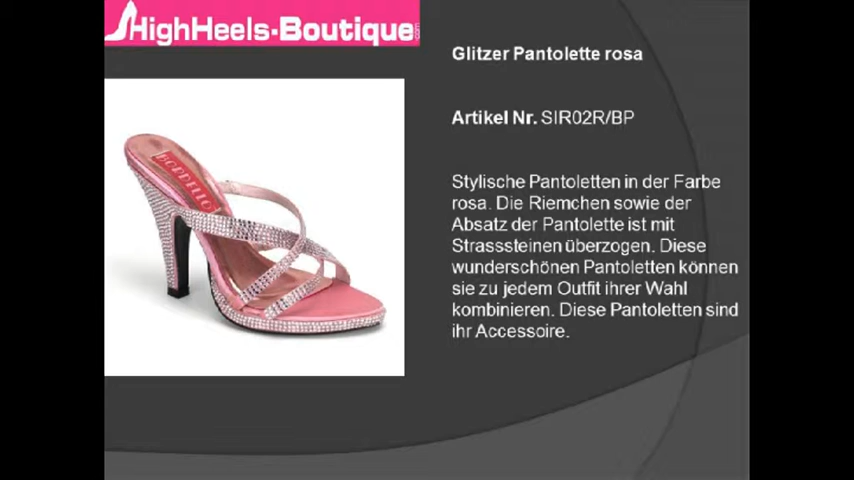 HighHeels-Boutique
.com
Glitzer Pantolette rosa
Artikel Nr. SIR02R/BP
BORDELLO
Stylische Pantoletten in der Farbe
rosa. Die Riemchen sowie der
Absatz der Pantolette ist mit
Strasssteinen überzogen. Diese
wunderschönen Pantoletten können
sie zu jedem Outfit ihrer Wahl
kombinieren. Diese Pantoletten sind
ihr Accessoire.